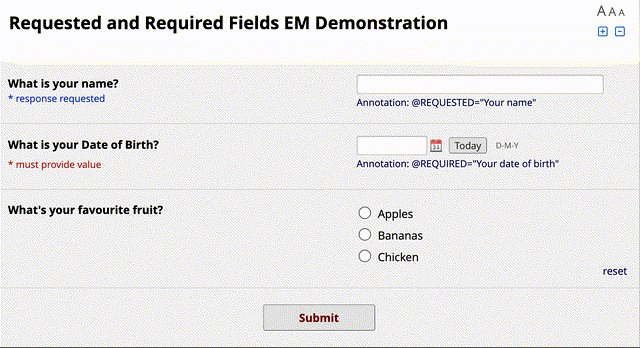 Requested and Required Fields EM Demonstration
A A A
What is your name?
* response requested
Annotation: @REQUESTED="Your name"
What is your Date of Birth?
* must provide value
Today D-M-Y
Annotation: @REQUIRED="Your date of birth"
What's your favourite fruit?
Apples
Bananas
Chicken
reset
Submit